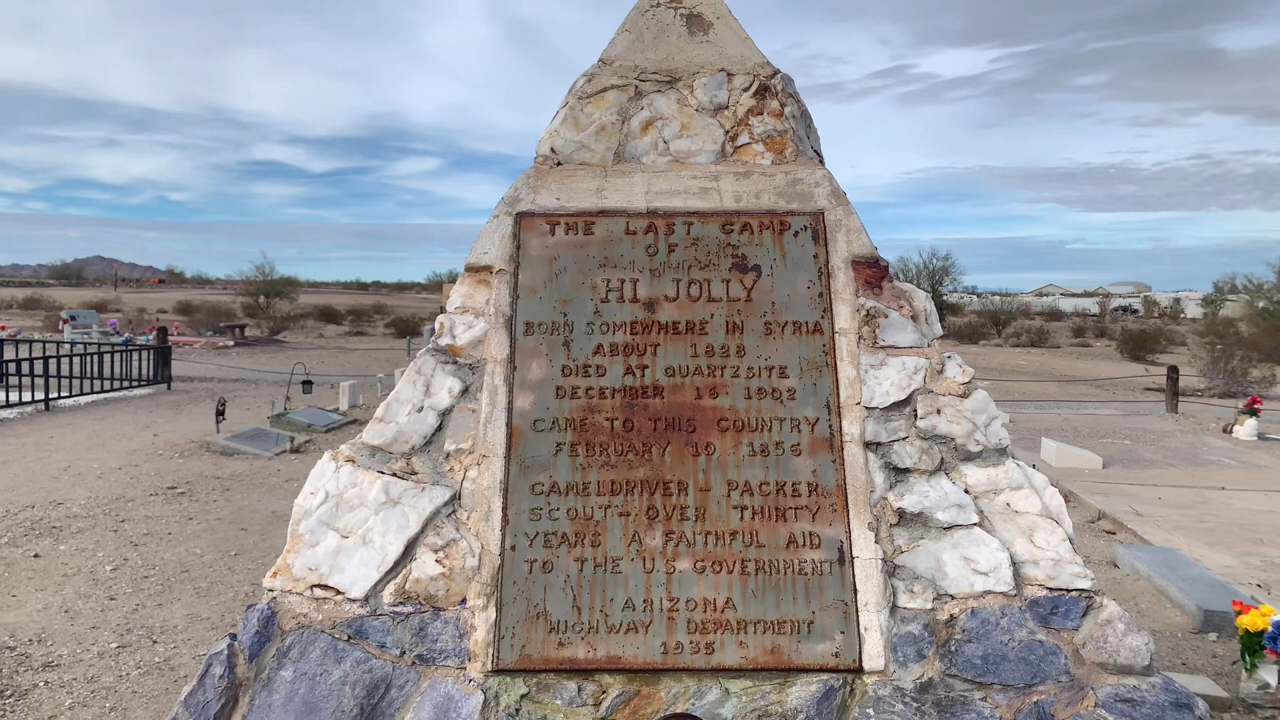 THE LAST CAMP
OF
HI JOLLY
BORN SOMEWHERE IN SYRIA
ABOUT 1828
DIED AT QUARTZSITE
DECEMBER 16 1902
CAME TO THIS COUNTRY
FEBRUARY 10 1856
CAMELDRIVER - PACKER
SCOUT - OVER THIRTY
YEARS A FAITHFUL AID
TO THE U.S. GOVERNMENT
ARIZONA
HIGHWAY DEPARTMENT
1935